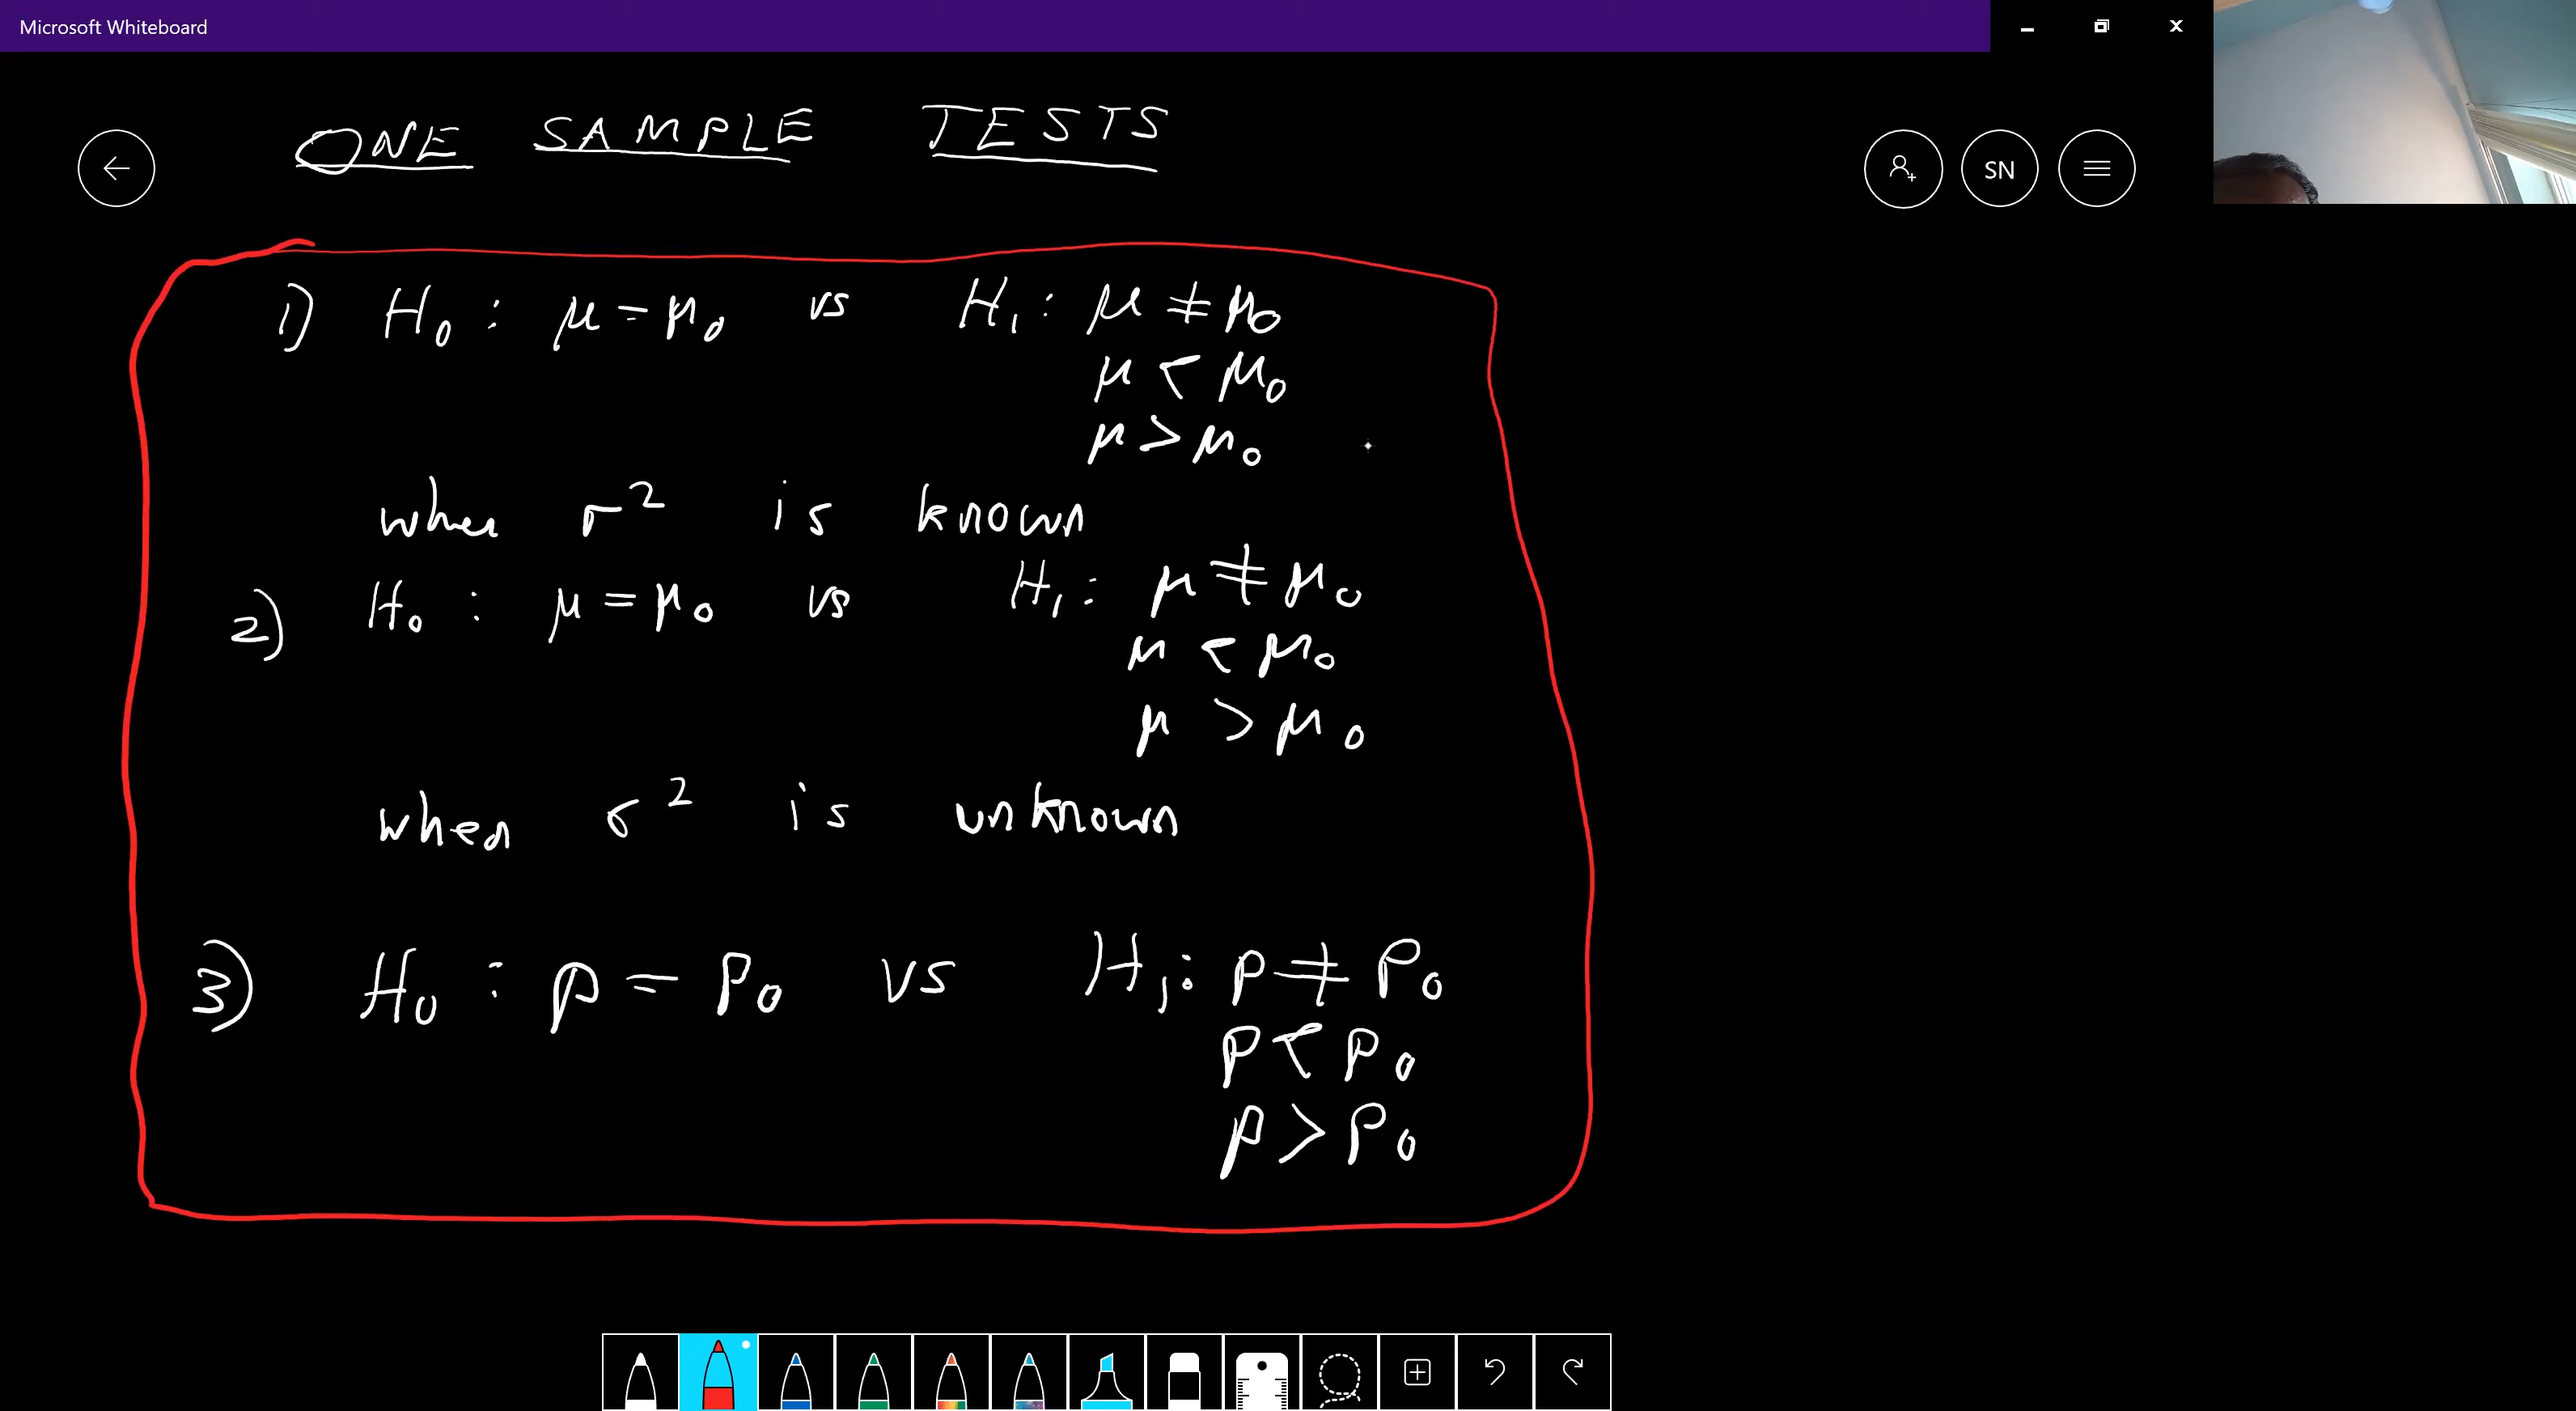 Microsoft Whiteboard
ONE SAMPLE TESTS
SN
1) H₀ : μ = μ₀ vs H₁ : μ ≠ μ₀
μ < μ₀
μ > μ₀
when σ² is known
2) H₀ : μ = μ₀ vs H₁ : μ ≠ μ₀
μ < μ₀
μ > μ₀
when σ² is unknown
3) H₀ : p = p₀ vs H₁ : p ≠ p₀
p < p₀
p > p₀